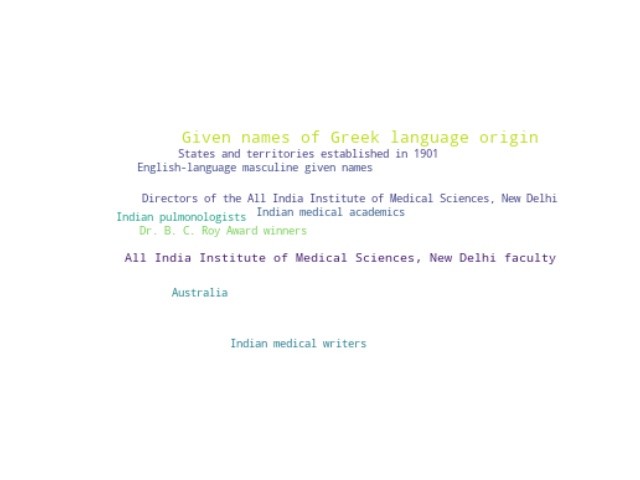 Given names of Greek language origin
States and territories established in 1901
English-language masculine given names
Directors of the All India Institute of Medical Sciences, New Delhi
Indian medical academics
Indian pulmonologists
Dr. B. C. Roy Award winners
All India Institute of Medical Sciences, New Delhi faculty
Australia
Indian medical writers